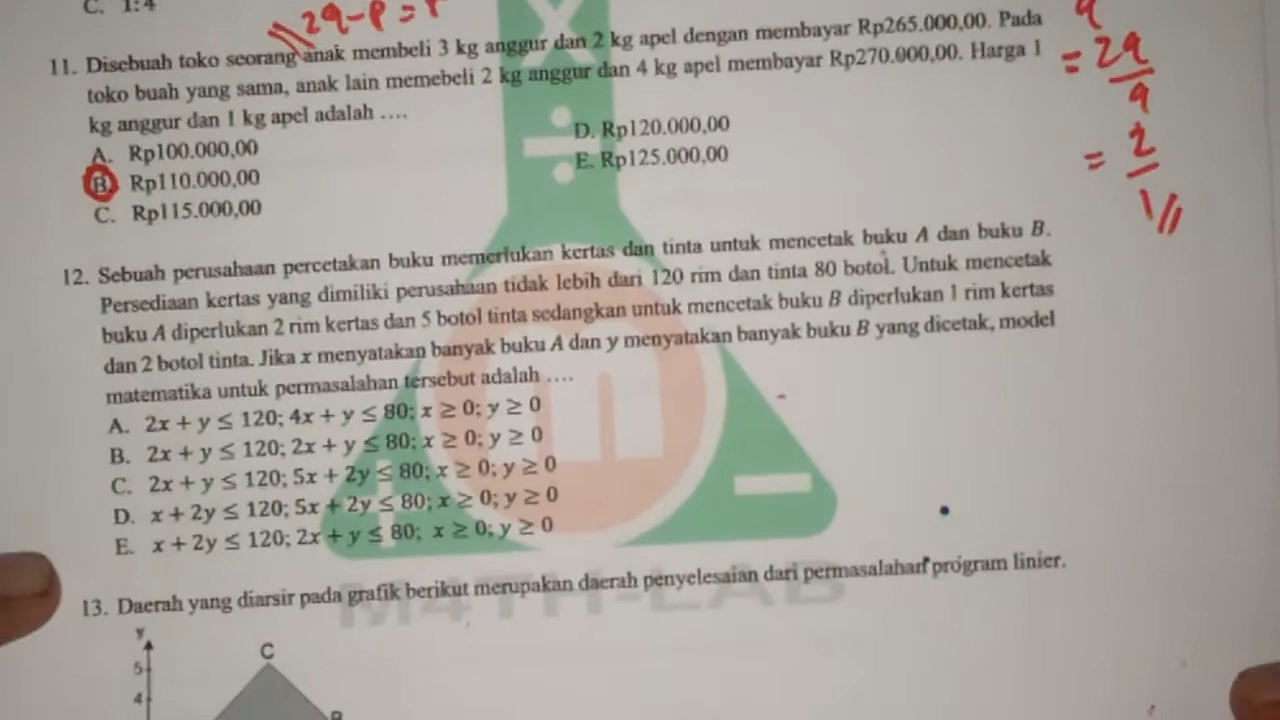 C. 1:4
2q-p=
11. Disebuah toko seorang anak membeli 3 kg anggur dan 2 kg apel dengan membayar Rp265.000,00. Pada
toko buah yang sama, anak lain memebeli 2 kg anggur dan 4 kg apel membayar Rp270.000,00. Harga 1
kg anggur dan 1 kg apel adalah ....
A. Rp100.000,00
B. Rp110.000,00
C. Rp115.000,00
D. Rp120.000,00
E. Rp125.000,00
q
= 2q
q
= 2
1
12. Sebuah perusahaan percetakan buku memerlukan kertas dan tinta untuk mencetak buku A dan buku B.
Persediaan kertas yang dimiliki perusahaan tidak lebih dari 120 rim dan tinta 80 botol. Untuk mencetak
buku A diperlukan 2 rim kertas dan 5 botol tinta sedangkan untuk mencetak buku B diperlukan 1 rim kertas
dan 2 botol tinta. Jika x menyatakan banyak buku A dan y menyatakan banyak buku B yang dicetak, model
matematika untuk permasalahan tersebut adalah ....
A. 2x + y ≤ 120; 4x + y ≤ 80; x ≥ 0; y ≥ 0
B. 2x + y ≤ 120; 2x + y ≤ 80; x ≥ 0; y ≥ 0
C. 2x + y ≤ 120; 5x + 2y ≤ 80; x ≥ 0; y ≥ 0
D. x + 2y ≤ 120; 5x + 2y ≤ 80; x ≥ 0; y ≥ 0
E. x + 2y ≤ 120; 2x + y ≤ 80; x ≥ 0; y ≥ 0
M4TH-LAB
13. Daerah yang diarsir pada grafik berikut merupakan daerah penyelesaian dari permasalahan program linier.
y
C
5
4